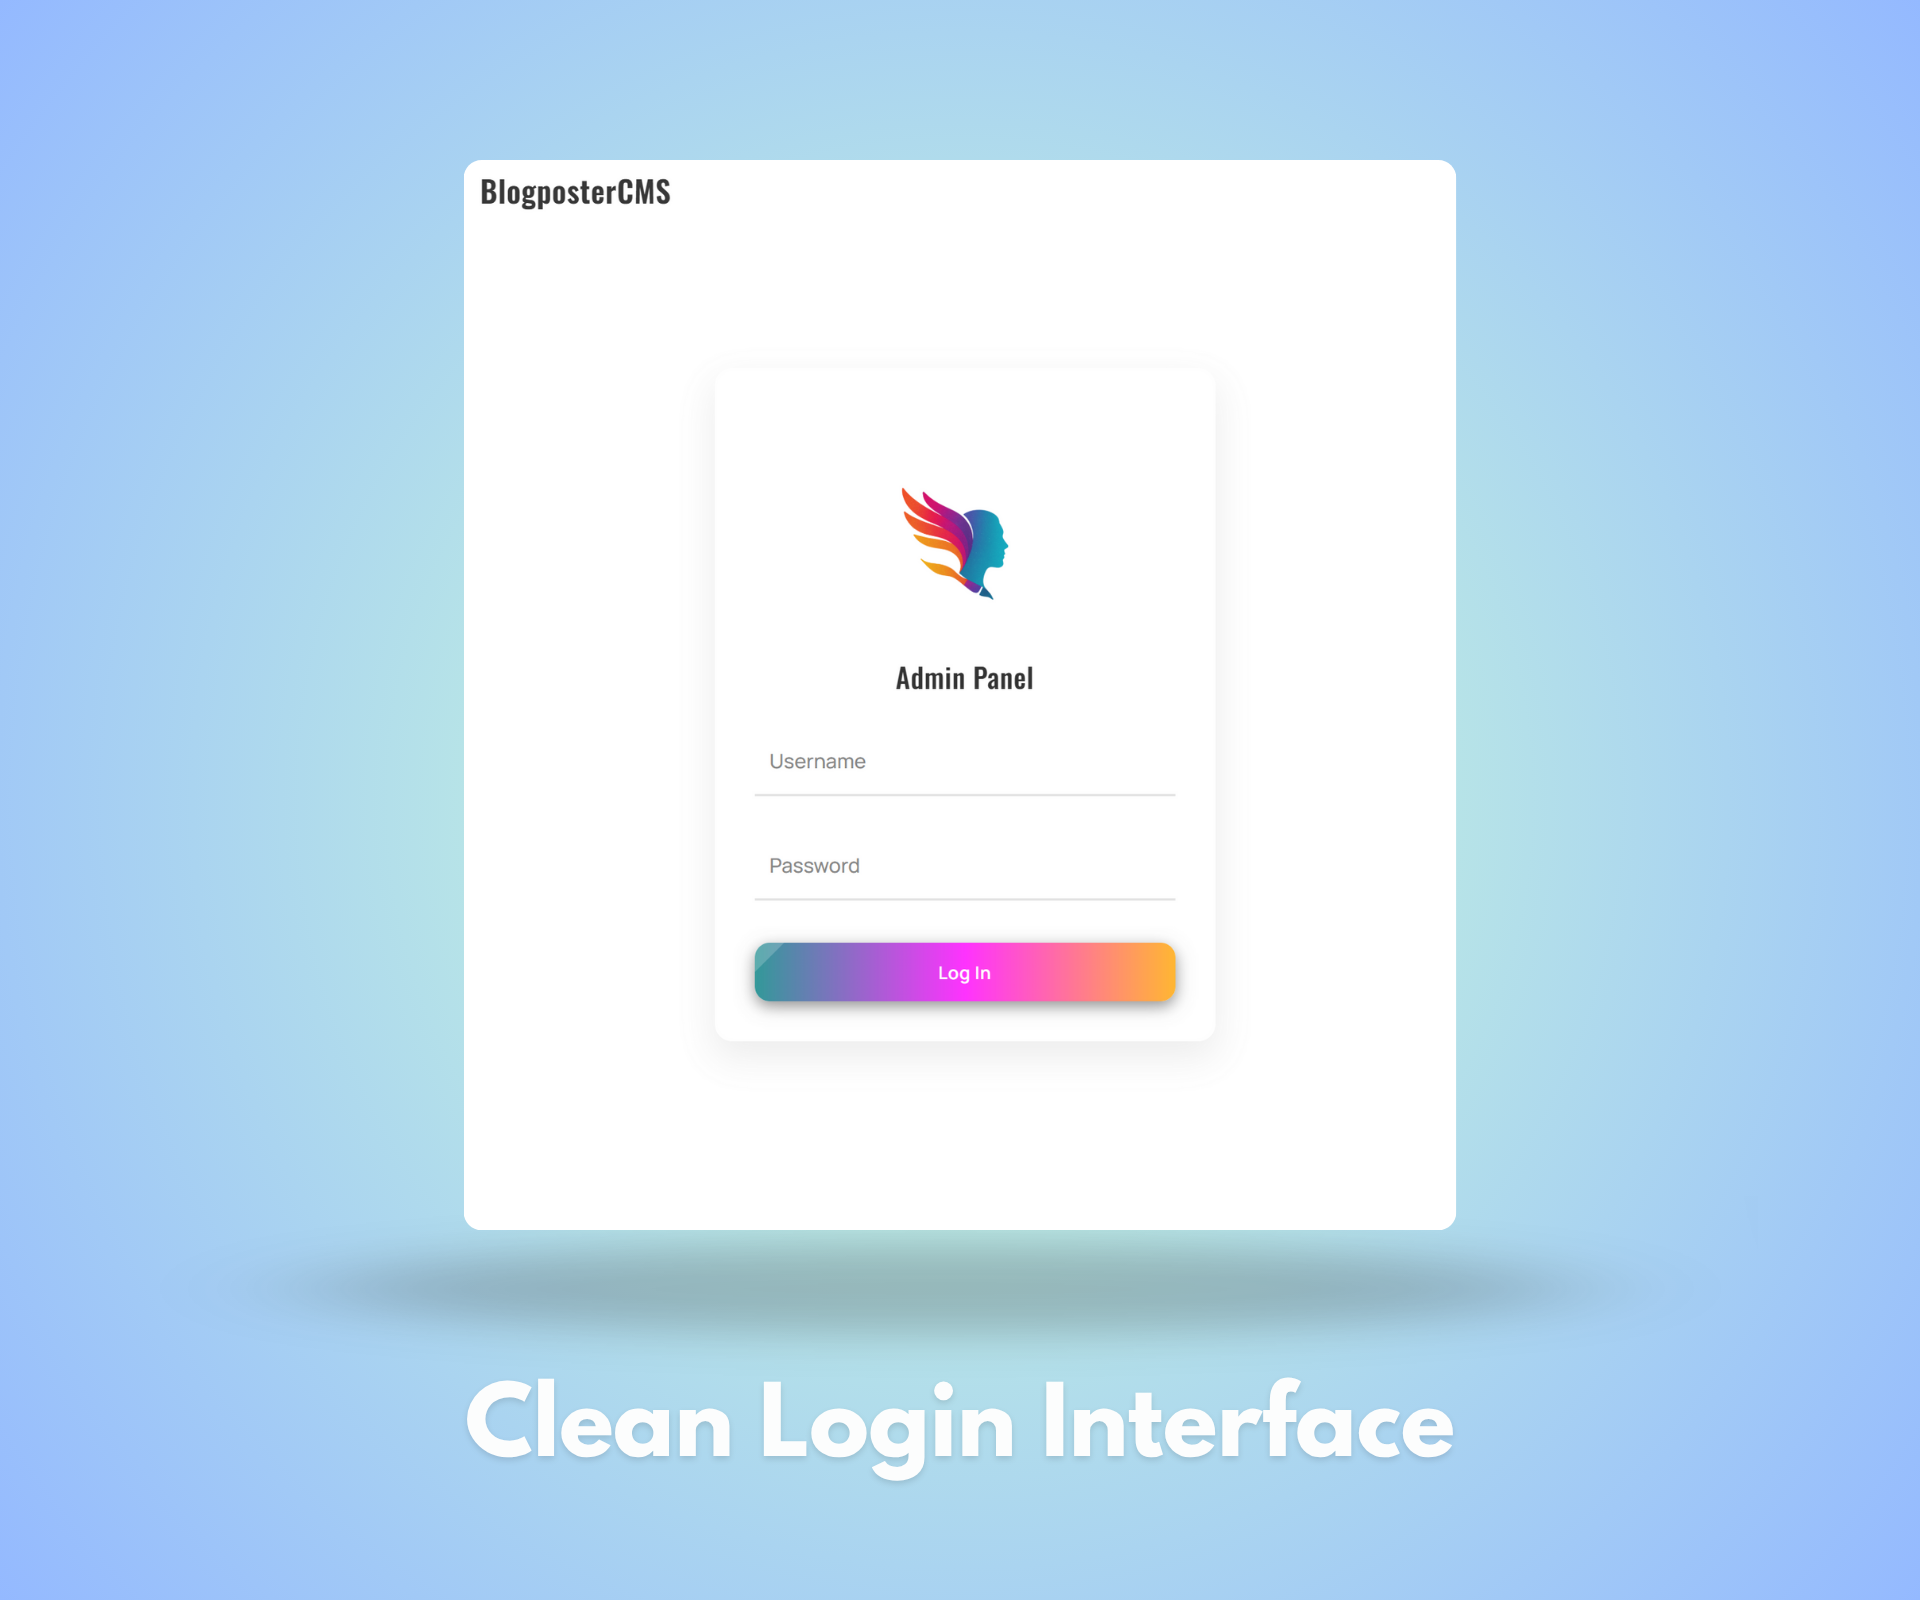 BlogposterCMS
Admin Panel
Username
Password
Log In
Clean Login Interface